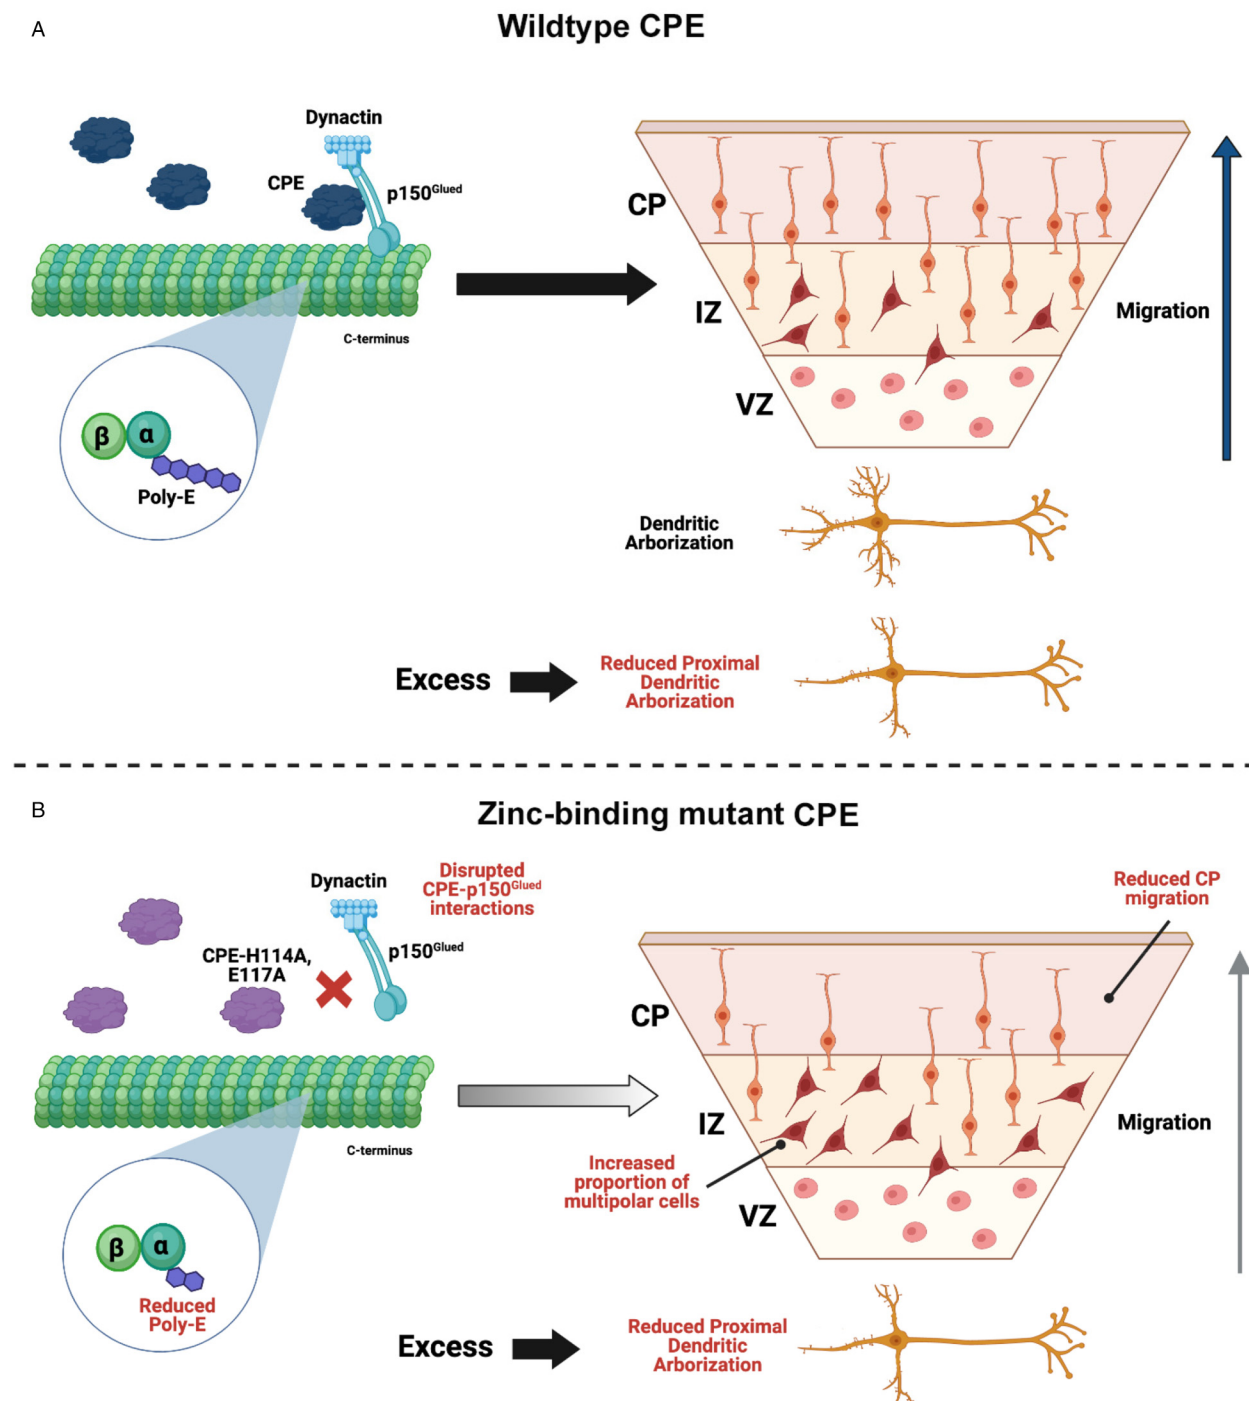 A
Wildtype CPE
Dynactin
CPE
p150Glued
C-terminus
β α
Poly-E
CP
IZ
VZ
Migration
Dendritic
Arborization
Excess
Reduced Proximal
Dendritic
Arborization
B
Zinc-binding mutant CPE
Disrupted
CPE-p150Glued
interactions
Dynactin
p150Glued
CPE-H114A,
E117A
C-terminus
β α
Reduced
Poly-E
Reduced CP
migration
CP
IZ
VZ
Migration
Increased
proportion of
multipolar cells
Excess
Reduced Proximal
Dendritic
Arborization